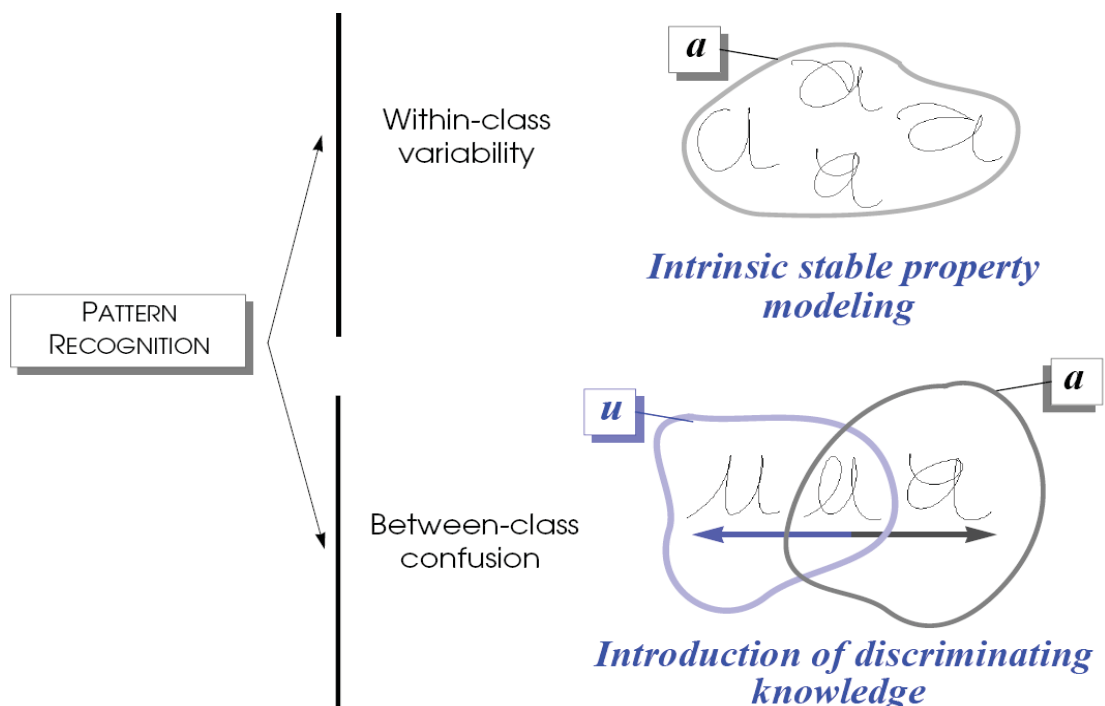 PATTERN
RECOGNITION
Within-class
variability
a
a
a
a
a
Intrinsic stable property
modeling
Between-class
confusion
u
a
u
a
Introduction of discriminating
knowledge